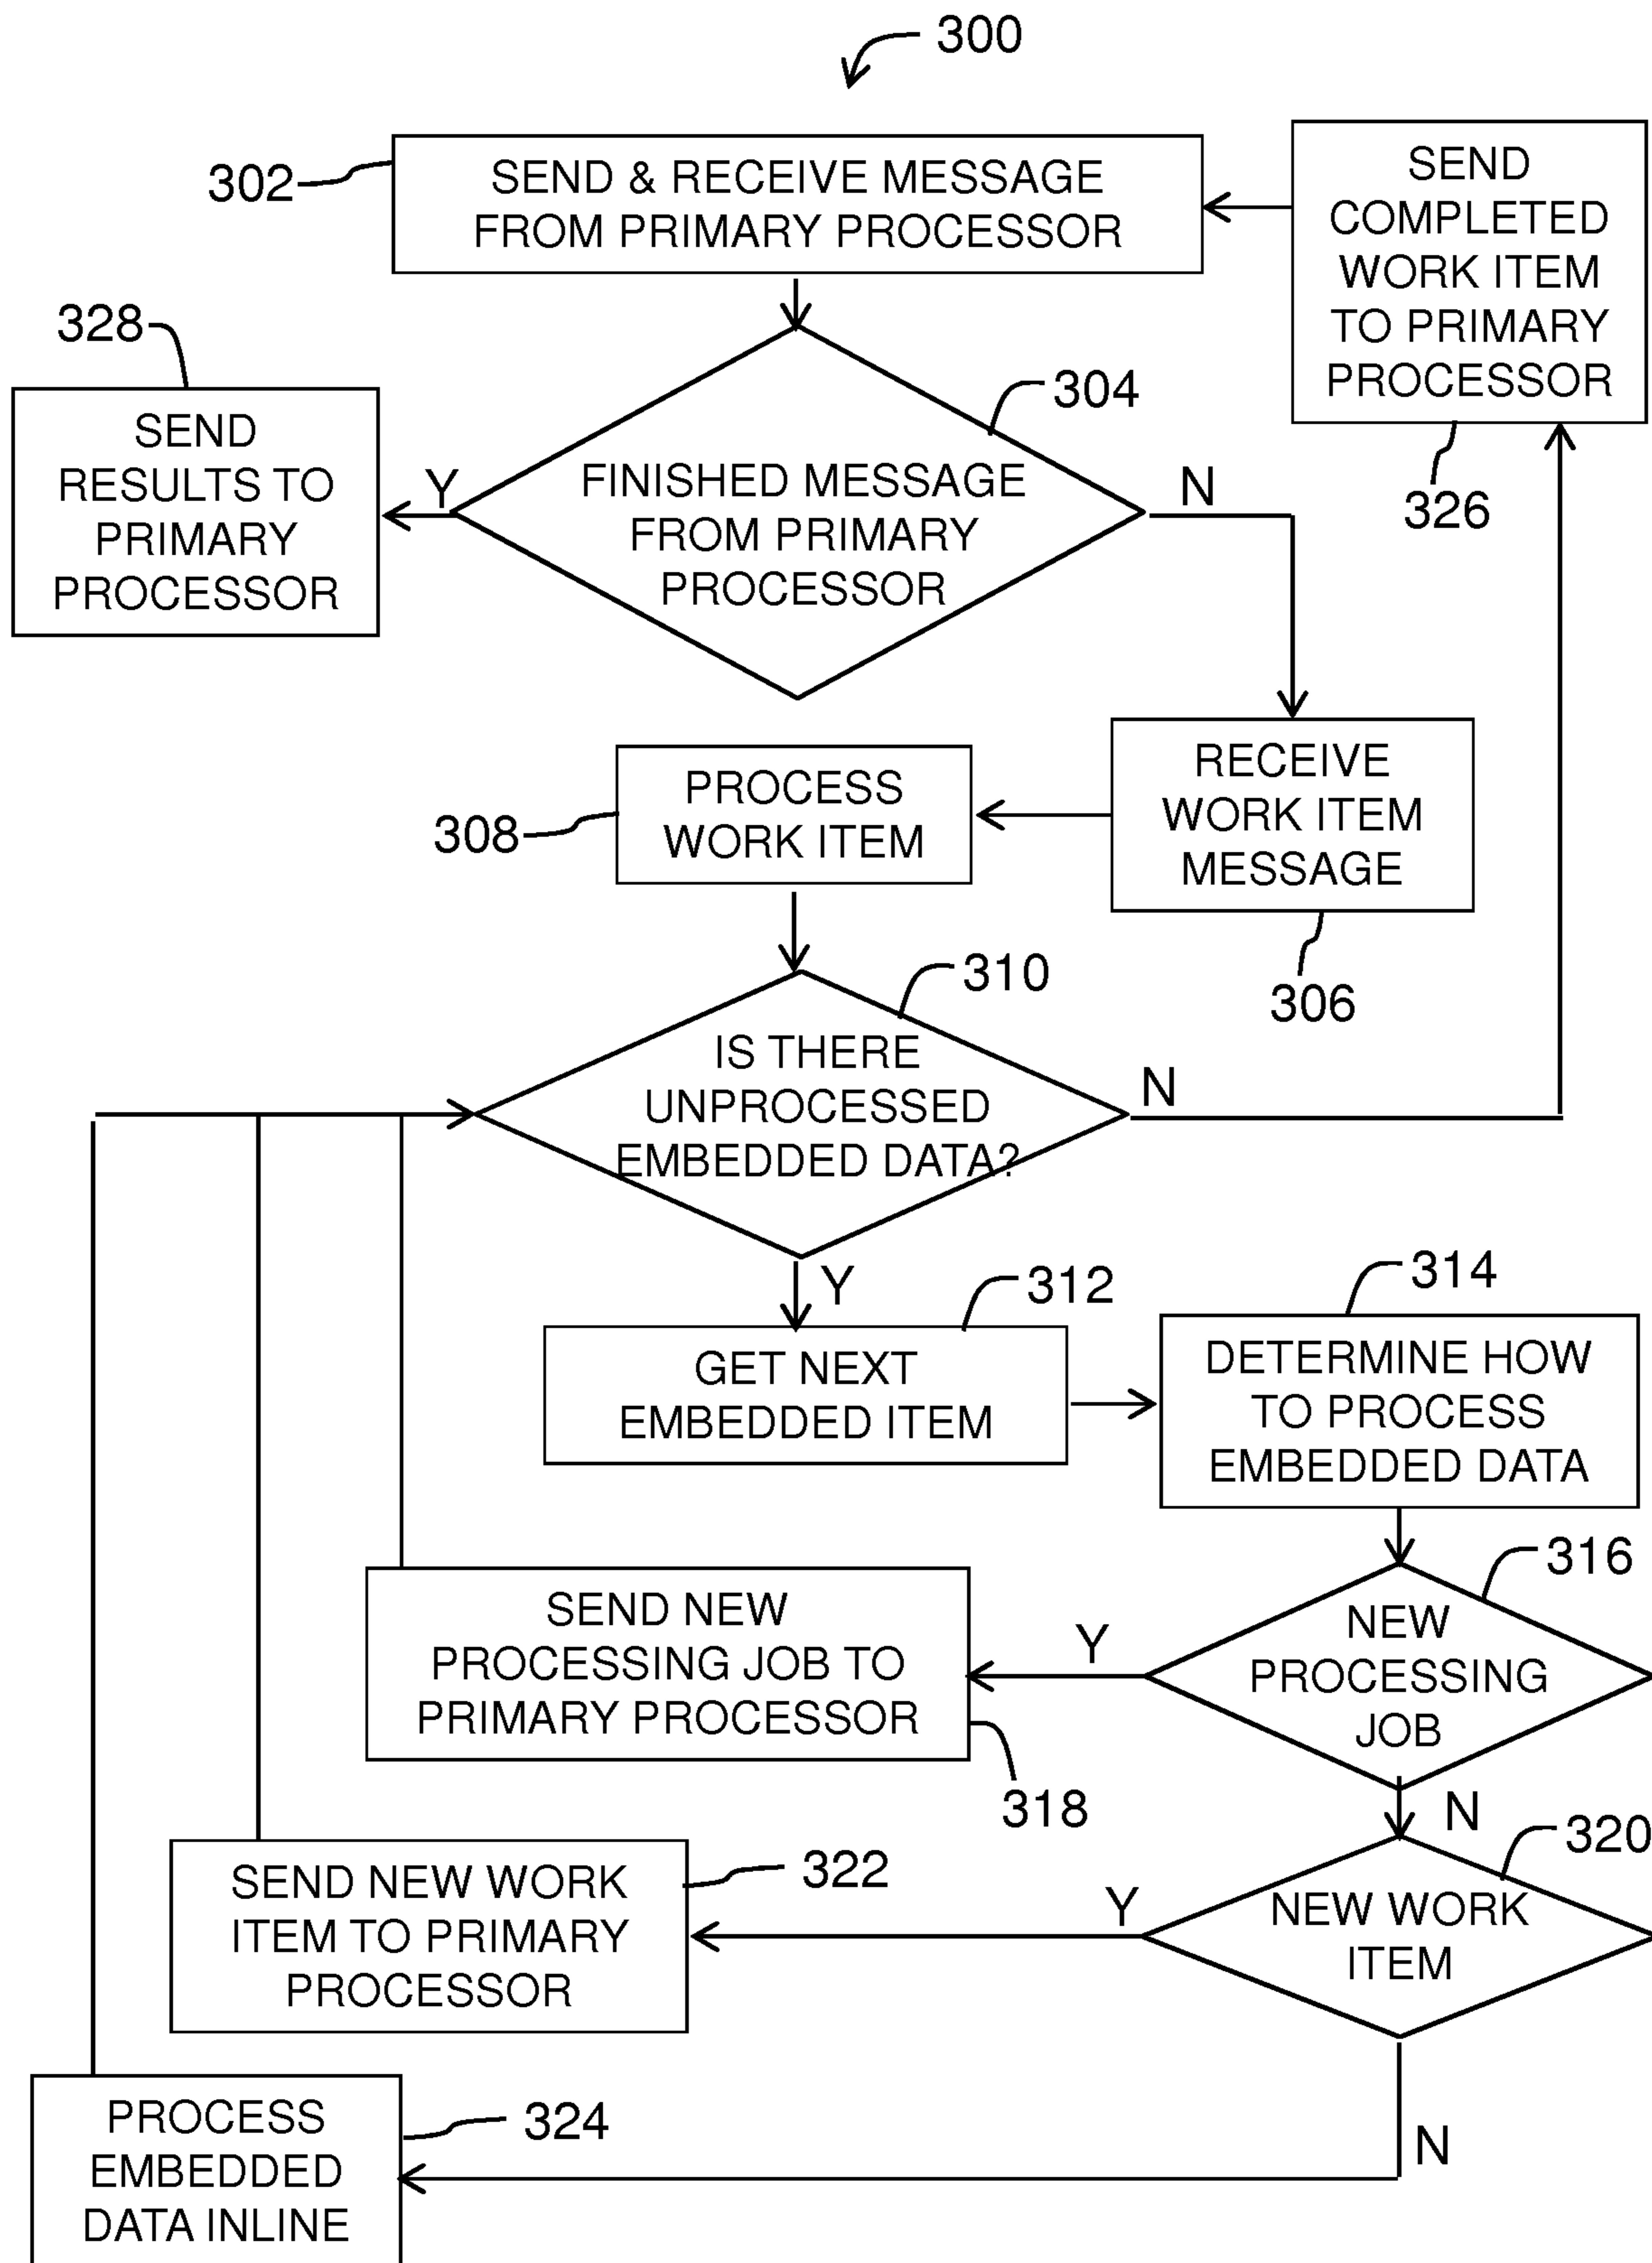 300
302
SEND & RECEIVE MESSAGE
FROM PRIMARY PROCESSOR
SEND
COMPLETED
WORK ITEM
TO PRIMARY
PROCESSOR
326
328
SEND
RESULTS TO
PRIMARY
PROCESSOR
Y
304
FINISHED MESSAGE
FROM PRIMARY
PROCESSOR
N
308
PROCESS
WORK ITEM
RECEIVE
WORK ITEM
MESSAGE
306
310
IS THERE
UNPROCESSED
EMBEDDED DATA?
N
Y
312
GET NEXT
EMBEDDED ITEM
314
DETERMINE HOW
TO PROCESS
EMBEDDED DATA
316
NEW
PROCESSING
JOB
Y
SEND NEW
PROCESSING JOB TO
PRIMARY PROCESSOR
318
N
320
NEW WORK
ITEM
Y
322
SEND NEW WORK
ITEM TO PRIMARY
PROCESSOR
N
324
PROCESS
EMBEDDED
DATA INLINE